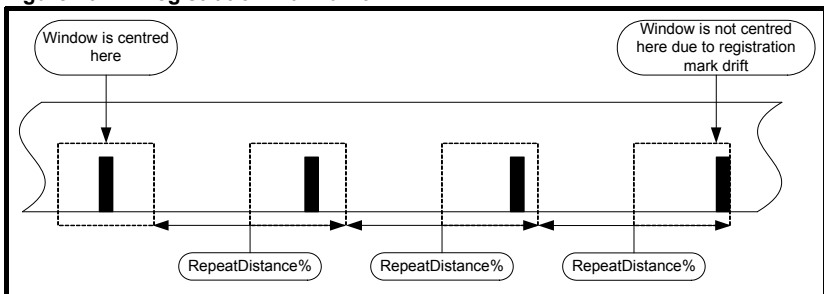 Window is centred
here
Window is not centred
here due to registration
mark drift
RepeatDistance%
RepeatDistance%
RepeatDistance%